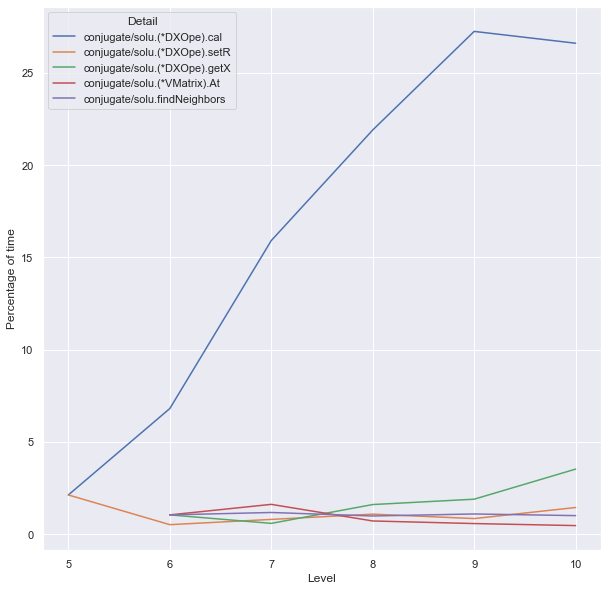 Detail
conjugate/solu.(*DXOpe).cal
conjugate/solu.(*DXOpe).setR
conjugate/solu.(*DXOpe).getX
conjugate/solu.(*VMatrix).At
conjugate/solu.findNeighbors
Percentage of time
25
20
15
10
5
0
5 6 7 8 9 10
Level